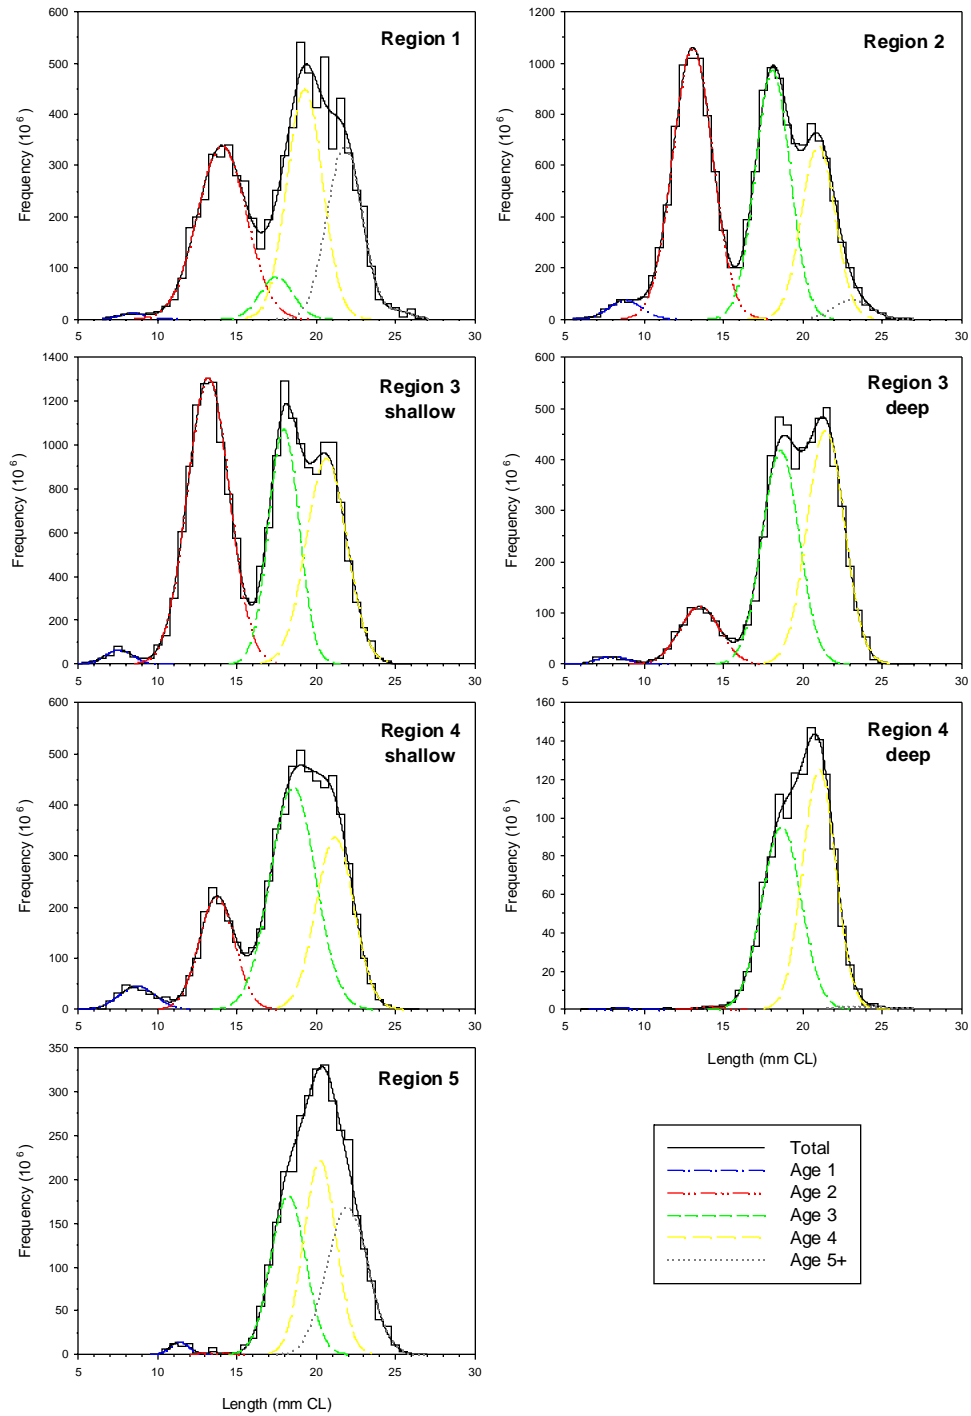 600
500
400
300
200
100
0
Frequency (10⁶)
Region 1
5 10 15 20 25 30
1200
1000
800
600
400
200
0
Frequency (10⁶)
Region 2
5 10 15 20 25 30
1400
1200
1000
800
600
400
200
0
Frequency (10⁶)
Region 3
shallow
5 10 15 20 25 30
600
500
400
300
200
100
0
Frequency (10⁶)
Region 3
deep
5 10 15 20 25 30
600
500
400
300
200
100
0
Frequency (10⁶)
Region 4
shallow
5 10 15 20 25 30
160
140
120
100
80
60
40
20
0
Frequency (10⁶)
Region 4
deep
5 10 15 20 25 30
Length (mm CL)
350
300
250
200
150
100
50
0
Frequency (10⁶)
Region 5
5 10 15 20 25 30
Length (mm CL)
Total
Age 1
Age 2
Age 3
Age 4
Age 5+